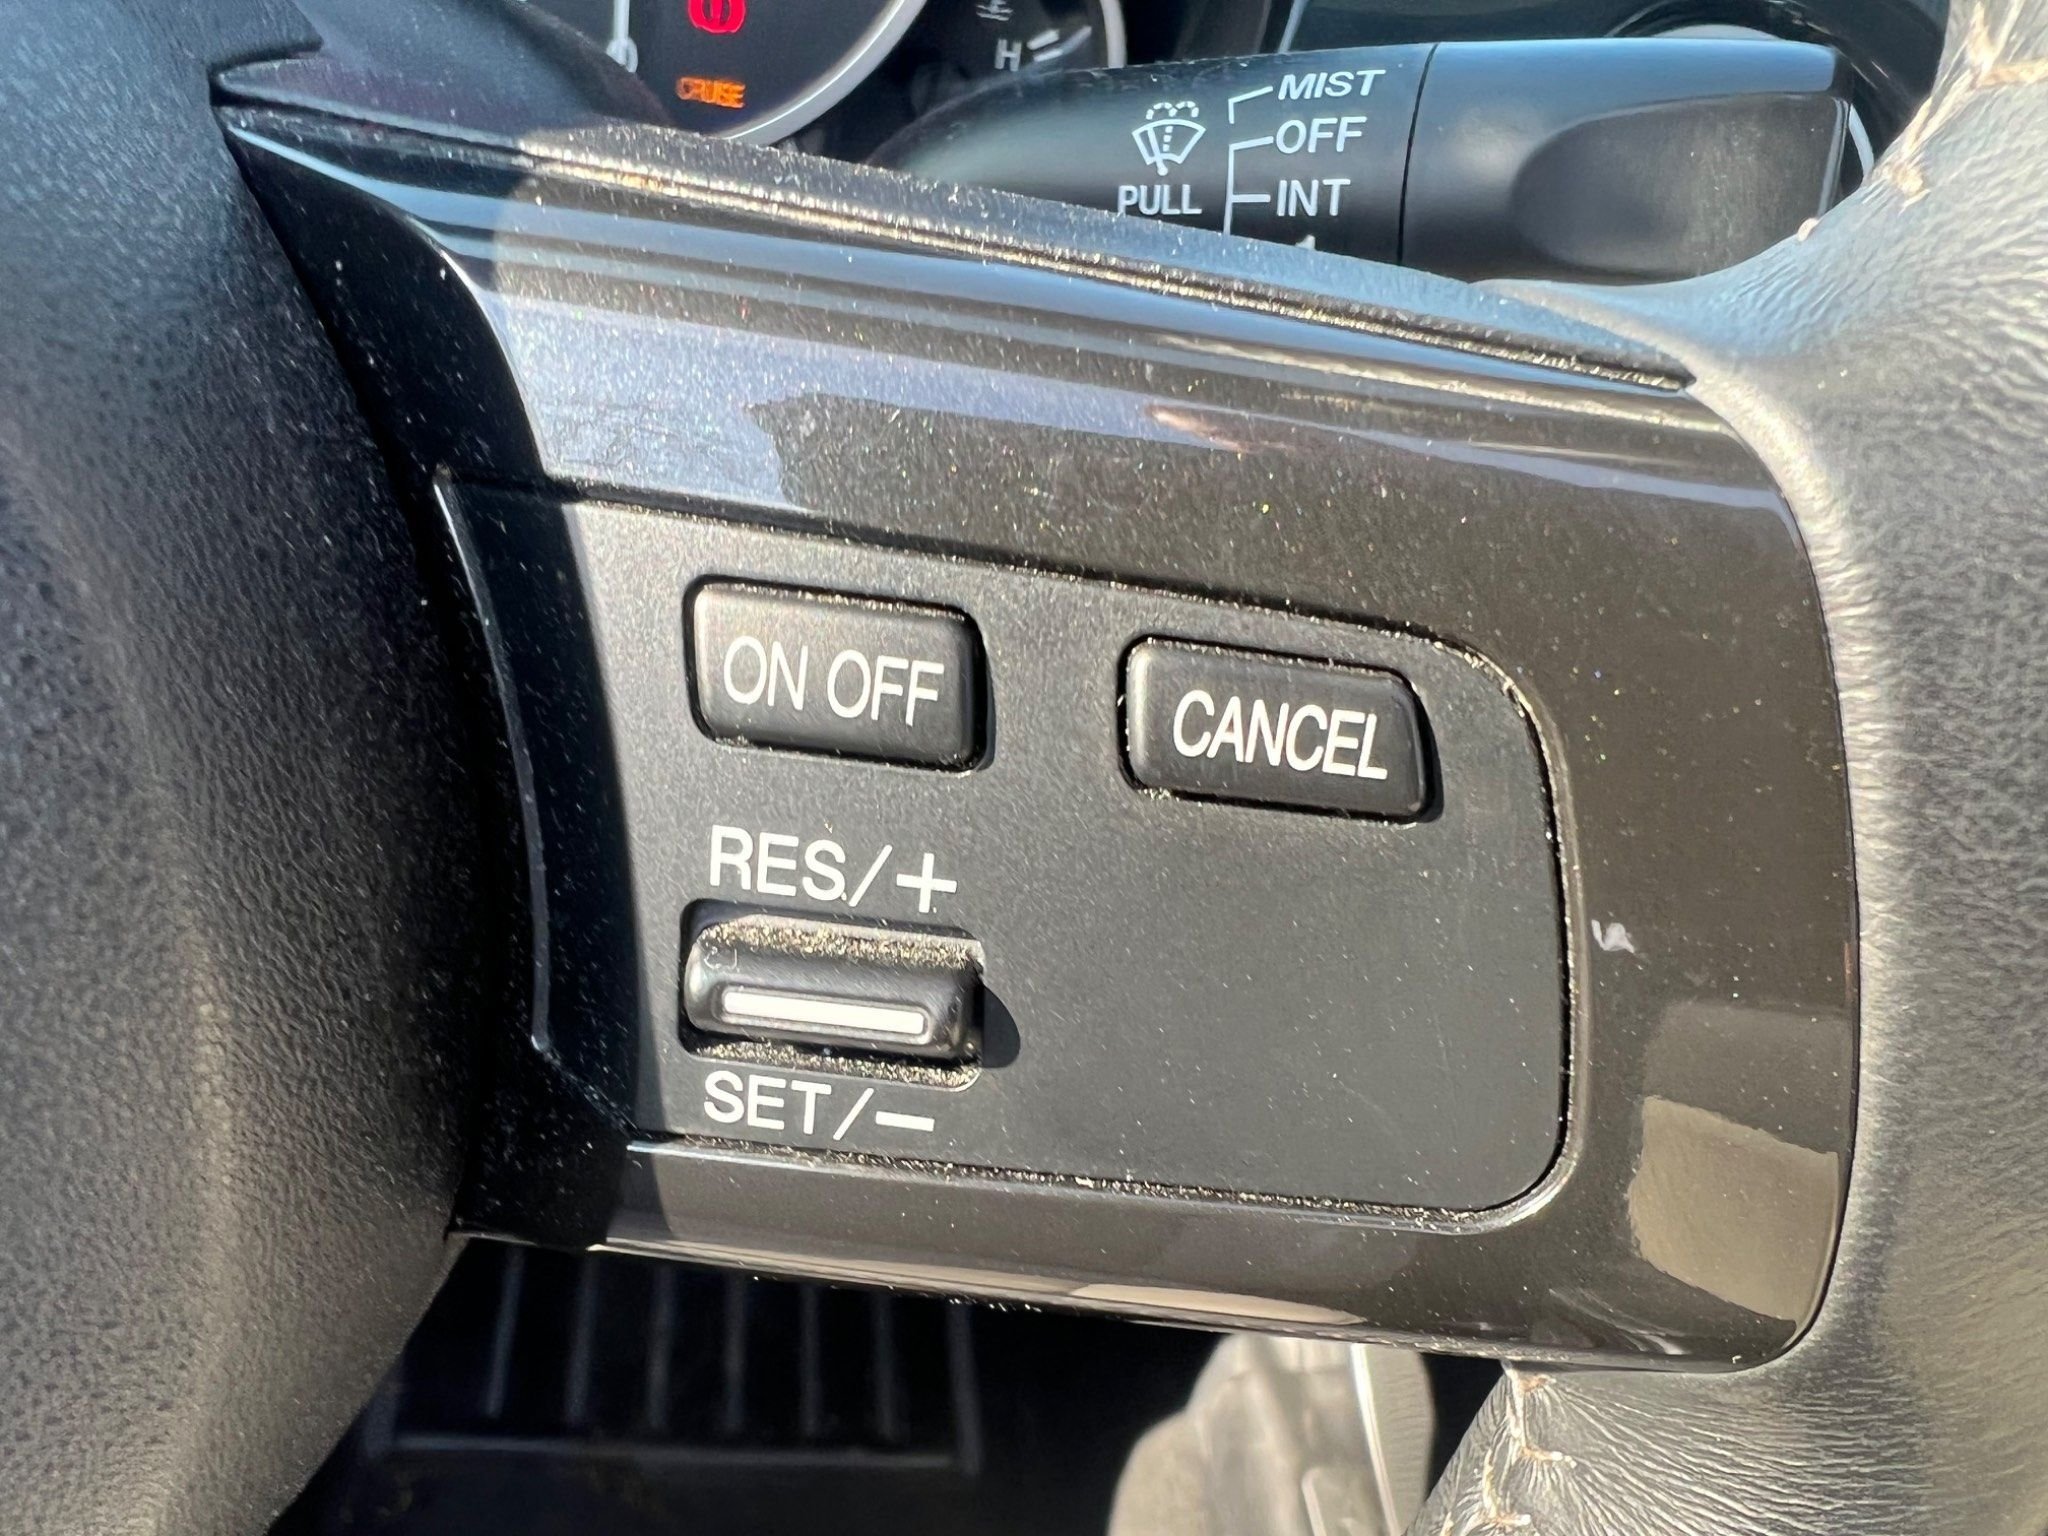 CRUISE
H
MIST
OFF
PULL
INT
ON OFF
CANCEL
RES/+
SET/−